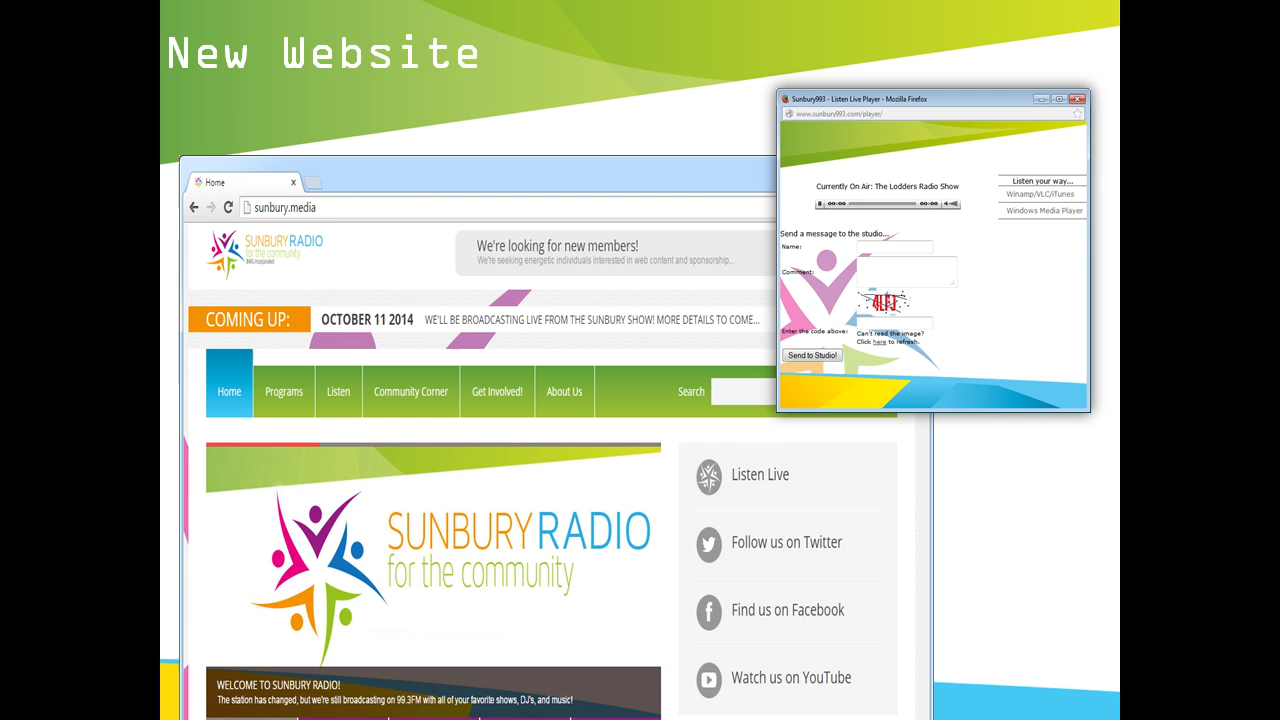 New Website
Sunbury993 - Listen Live Player - Mozilla Firefox
www.sunbury993.com/player/
Currently On Air: The Lodders Radio Show
00:00 00:00
Listen your way...
Winamp/VLC/iTunes
Windows Media Player
Send a message to the studio...
Name:
Comment:
Enter the code above:
Can't read the image?
Click here to refresh.
Send to Studio!
Home
sunbury.media
SUNBURY RADIO
for the community
We're looking for new members!
We're seeking energetic individuals interested in web content and sponsorship...
COMING UP: OCTOBER 11 2014 WE'LL BE BROADCASTING LIVE FROM THE SUNBURY SHOW! MORE DETAILS TO COME...
Home Programs Listen Community Corner Get Involved! About Us Search
SUNBURY RADIO
for the community
WELCOME TO SUNBURY RADIO!
The station has changed, but we're still broadcasting on 99.3FM with all of your favorite shows, DJ's, and music!
Listen Live
Follow us on Twitter
Find us on Facebook
Watch us on YouTube